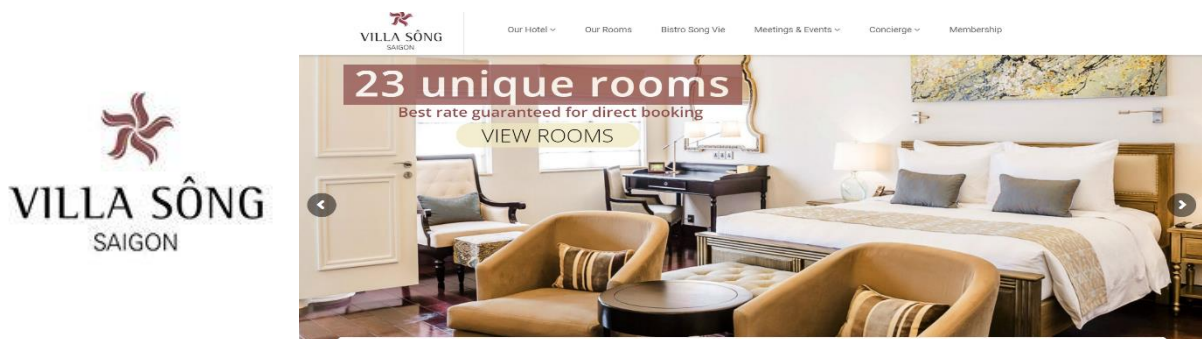 VILLA SÔNG
SAIGON
VILLA SÔNG
SAIGON
Our Hotel
Our Rooms
Bistro Song Vie
Meetings & Events
Concierge
Membership
23 unique rooms
Best rate guaranteed for direct booking
VIEW ROOMS